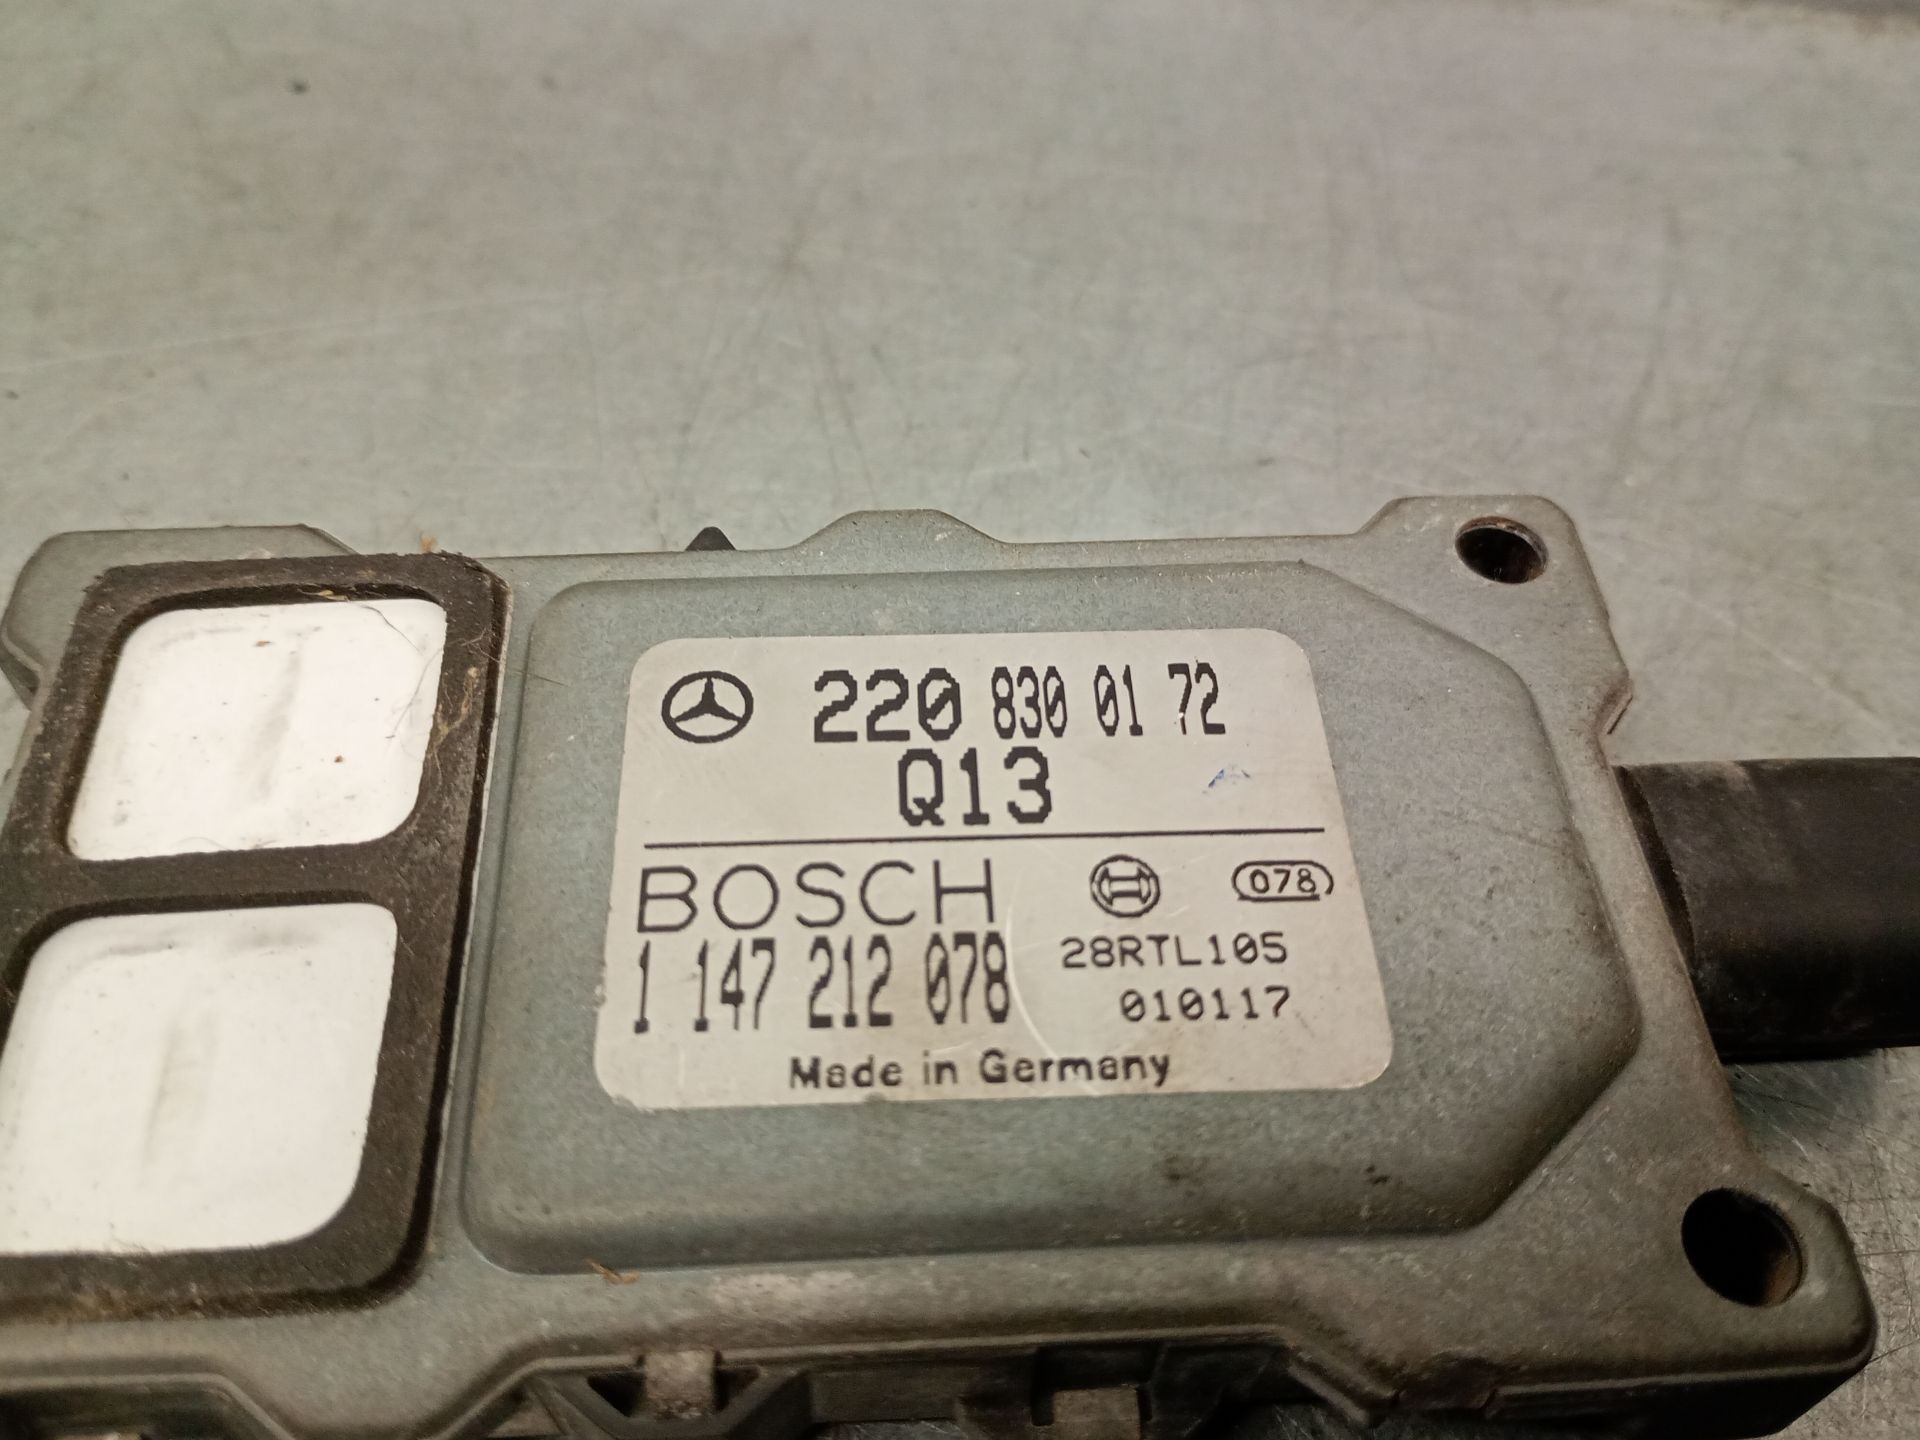 220 830 01 72
Q13
BOSCH 078
1 147 212 078 28RTL105
010117
Made in Germany